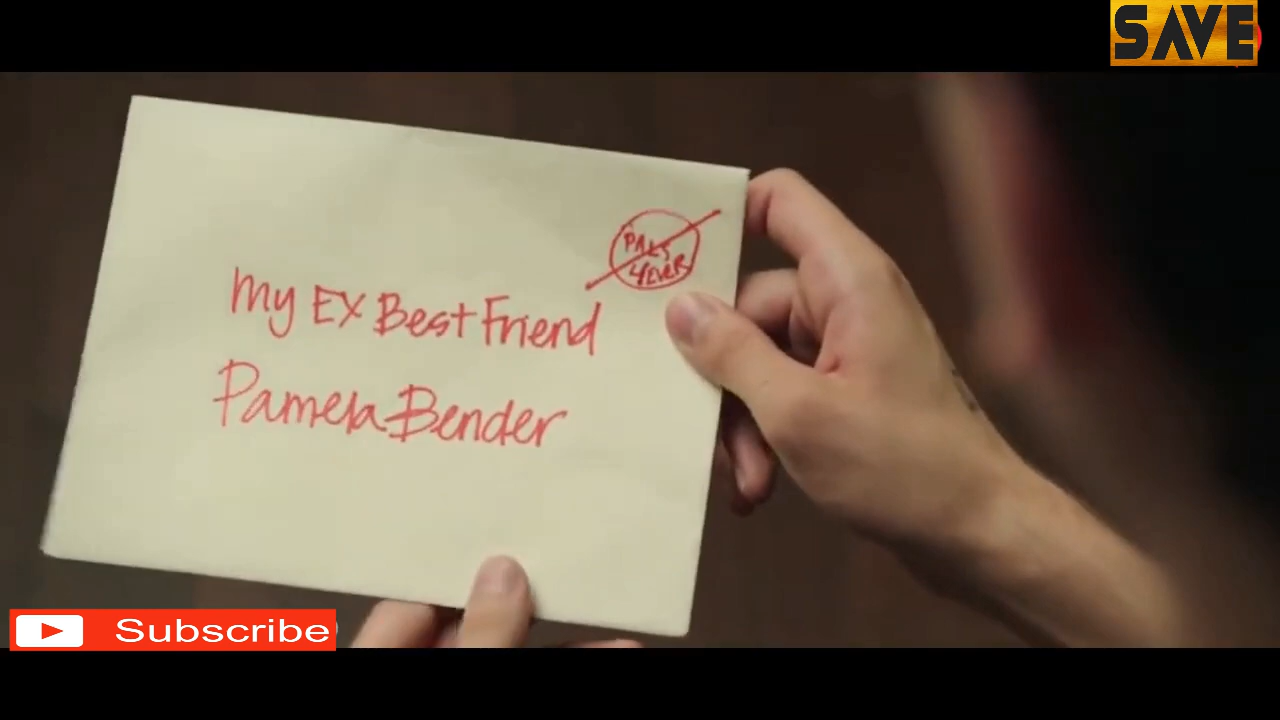 SAVE
PALS
4EVER
My EX Best Friend
Pamela Bender
Subscribe